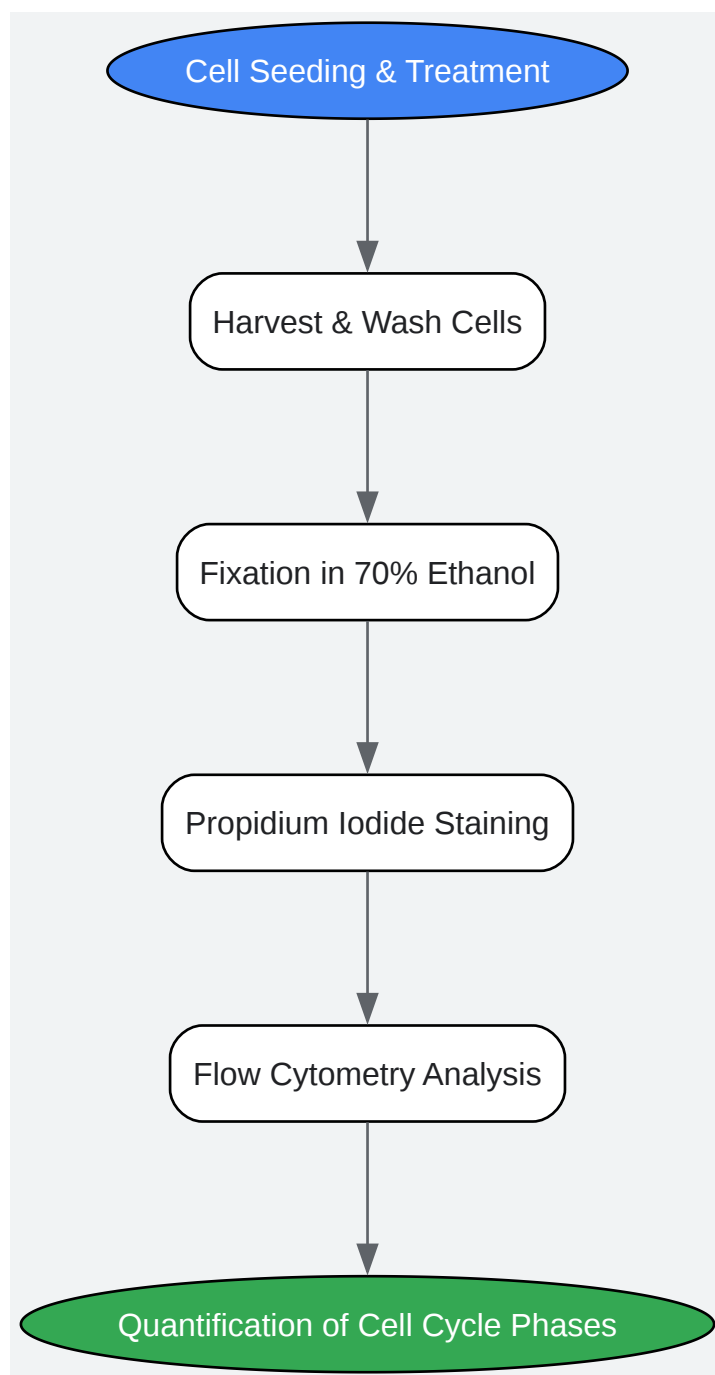 Cell Seeding & Treatment
Harvest & Wash Cells
Fixation in 70% Ethanol
Propidium Iodide Staining
Flow Cytometry Analysis
Quantification of Cell Cycle Phases